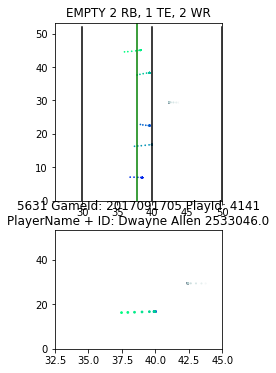 EMPTY 2 RB, 1 TE, 2 WR
50
40
30
20
10
0
30 35 40 45 50
5631 GameId: 2017091705 PlayId: 4141
PlayerName + ID: Dwayne Allen 2533046.0
40
20
0
32.5 35.0 37.5 40.0 42.5 45.0